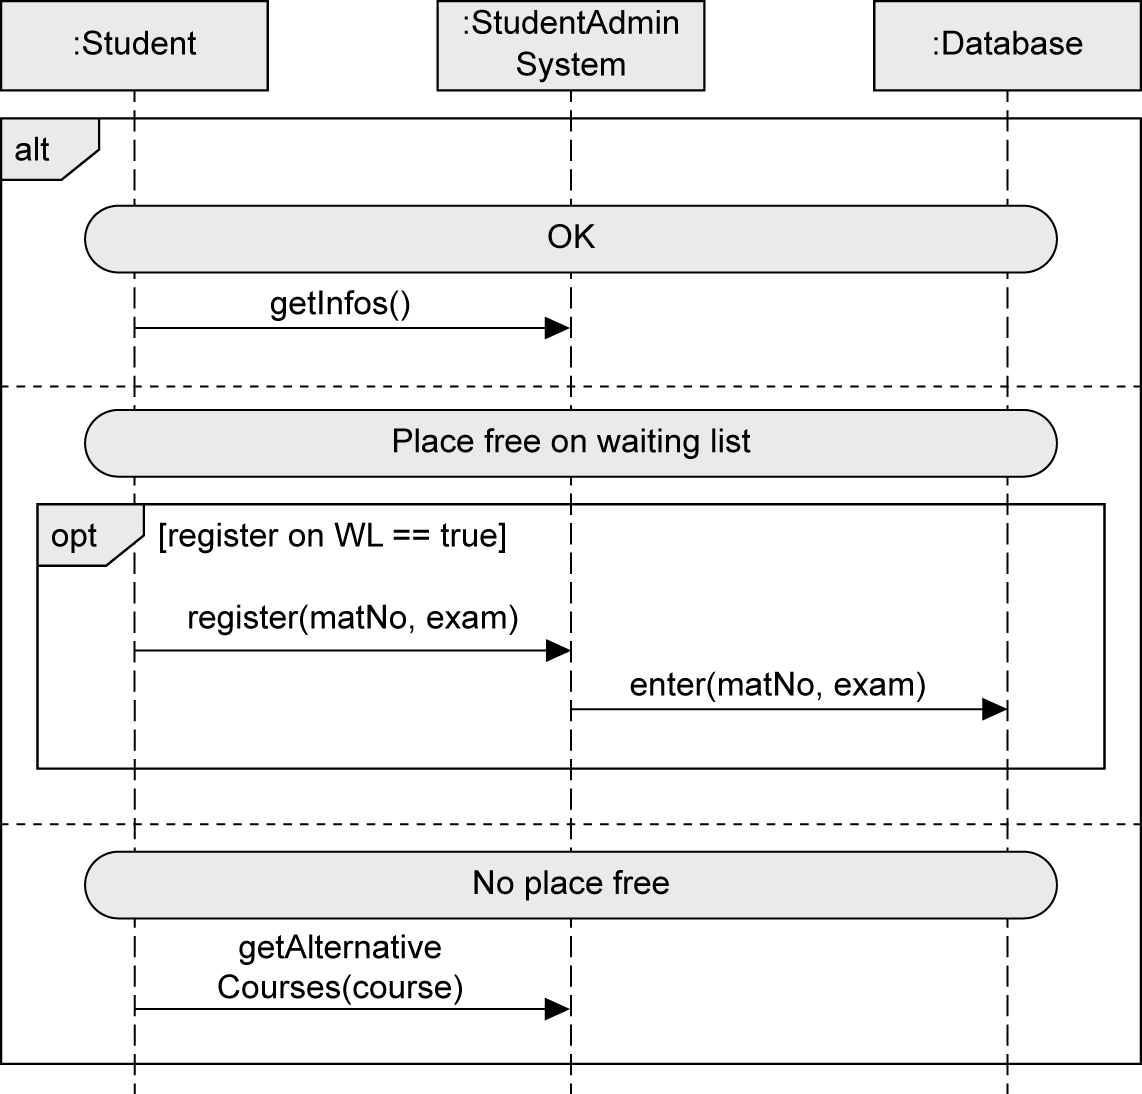 :Student
:StudentAdmin
System
:Database
alt
OK
getInfos()
Place free on waiting list
opt
[register on WL == true]
register(matNo, exam)
enter(matNo, exam)
No place free
getAlternative
Courses(course)